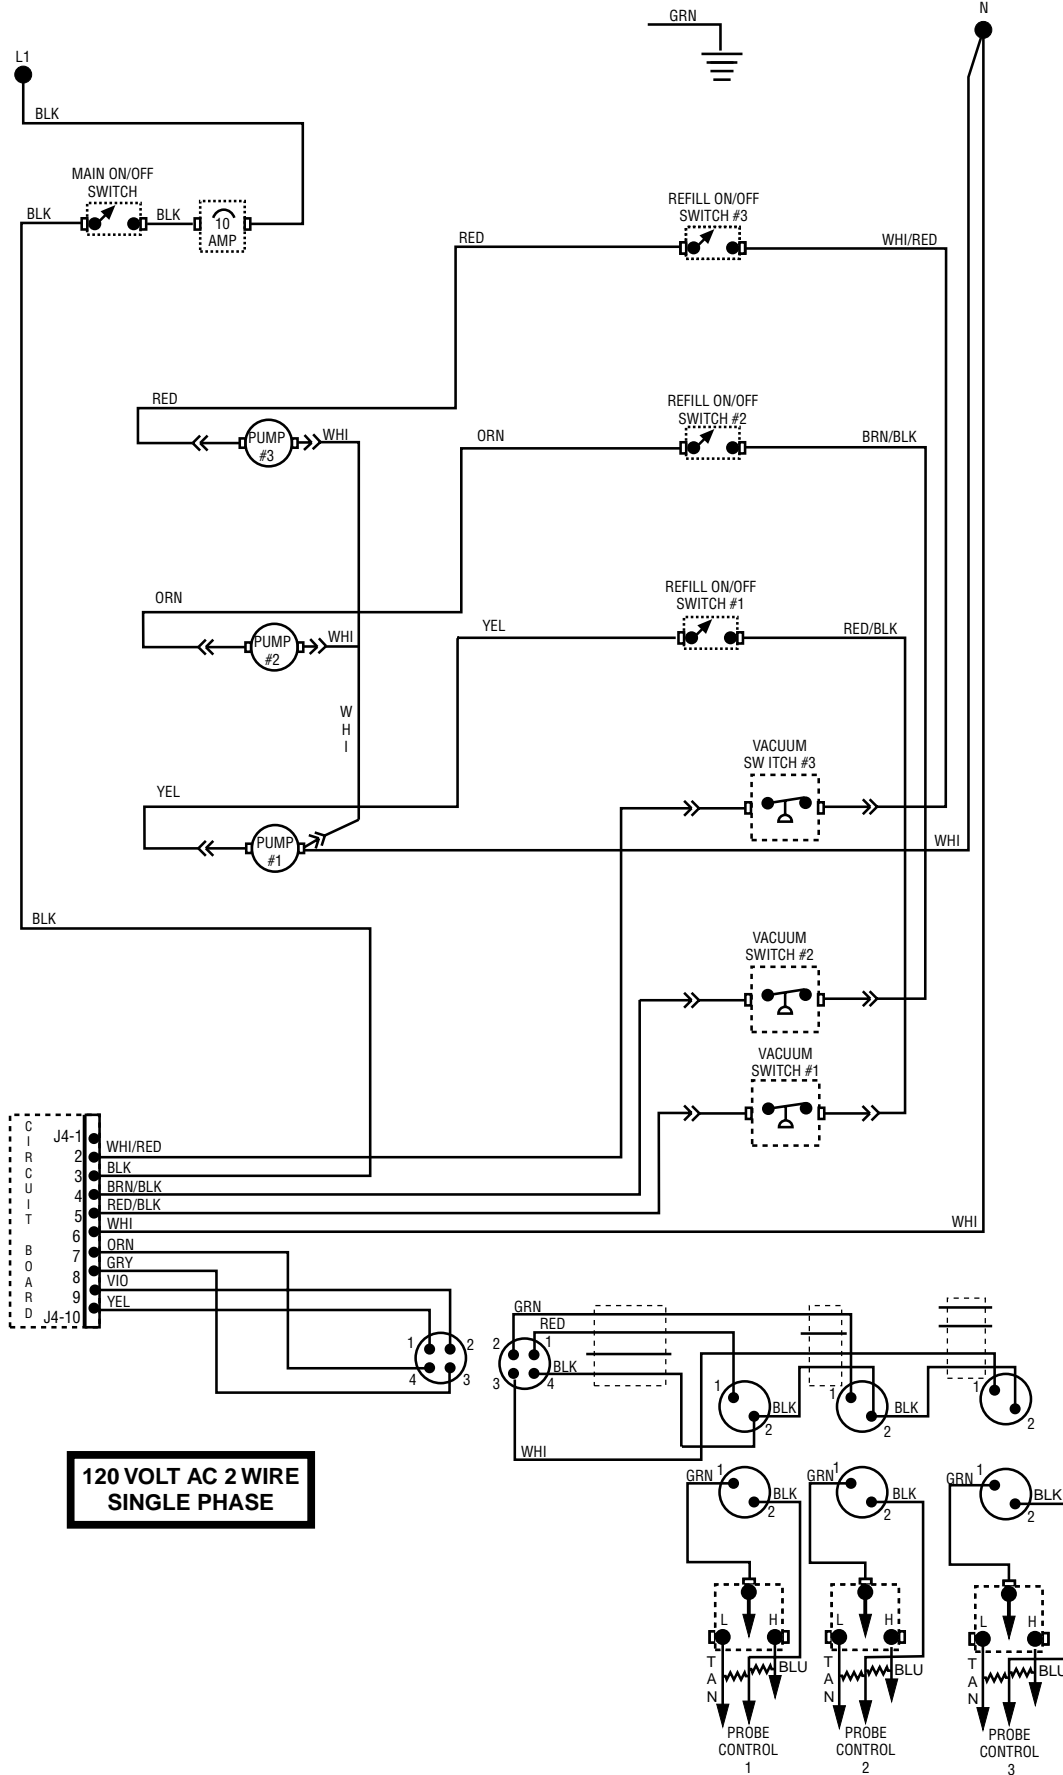 GRN
N
L1
BLK
MAIN ON/OFF
SWITCH
BLK
BLK
10
AMP
REFILL ON/OFF
SWITCH #3
RED
WHI/RED
RED
PUMP
#3
WHI
REFILL ON/OFF
SWITCH #2
ORN
BRN/BLK
ORN
PUMP
#2
WHI
REFILL ON/OFF
SWITCH #1
YEL
RED/BLK
WHI
VACUUM
SW ITCH #3
YEL
PUMP
#1
WHI
BLK
VACUUM
SWITCH #2
VACUUM
SWITCH #1
CIRCUIT BOARD
J4-1
2
3
4
5
6
7
8
9
J4-10
WHI/RED
BLK
BRN/BLK
RED/BLK
WHI
WHI
ORN
GRY
VIO
YEL
1
2
4
3
GRN
RED
2
1
BLK
3
4
WHI
1
BLK
2
1
BLK
2
1
2
120 VOLT AC 2 WIRE
SINGLE PHASE
GRN
1
BLK
2
GRN
1
BLK
2
GRN
1
BLK
2
L
H
TAN
BLU
PROBE
CONTROL
1
L
H
TAN
BLU
PROBE
CONTROL
2
L
H
TAN
BLU
PROBE
CONTROL
3